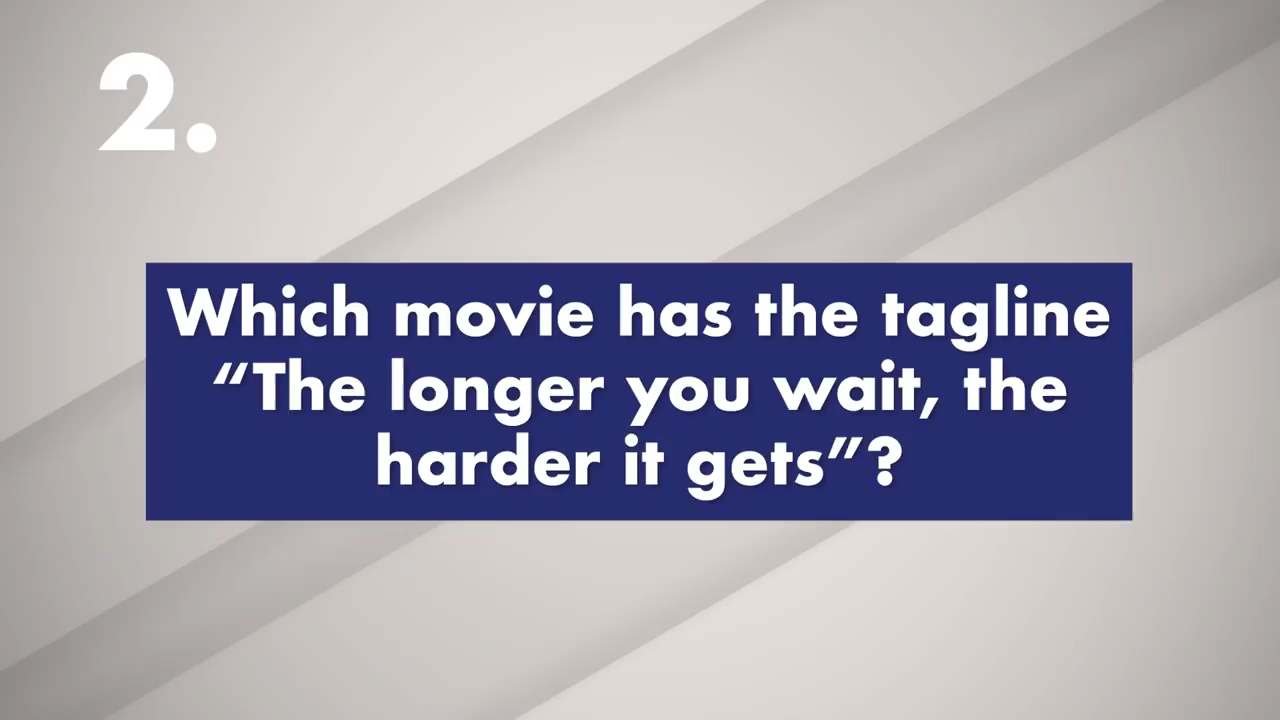 2.
Which movie has the tagline
“The longer you wait, the
harder it gets”?